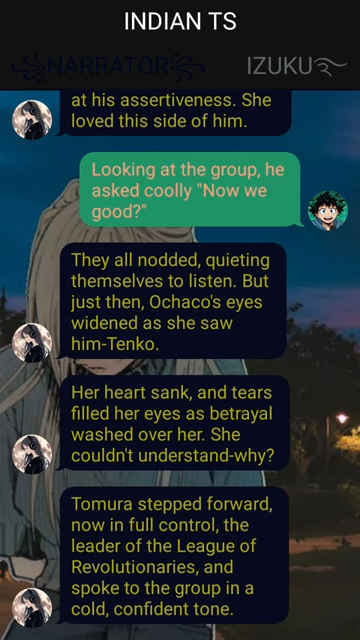 INDIAN TS
NARRATOR
IZUKU
at his assertiveness. She
loved this side of him.
Looking at the group, he
asked coolly "Now we
good?"
They all nodded, quieting
themselves to listen. But
just then, Ochaco's eyes
widened as she saw
him-Tenko.
Her heart sank, and tears
filled her eyes as betrayal
washed over her. She
couldn't understand-why?
Tomura stepped forward,
now in full control, the
leader of the League of
Revolutionaries, and
spoke to the group in a
cold, confident tone.